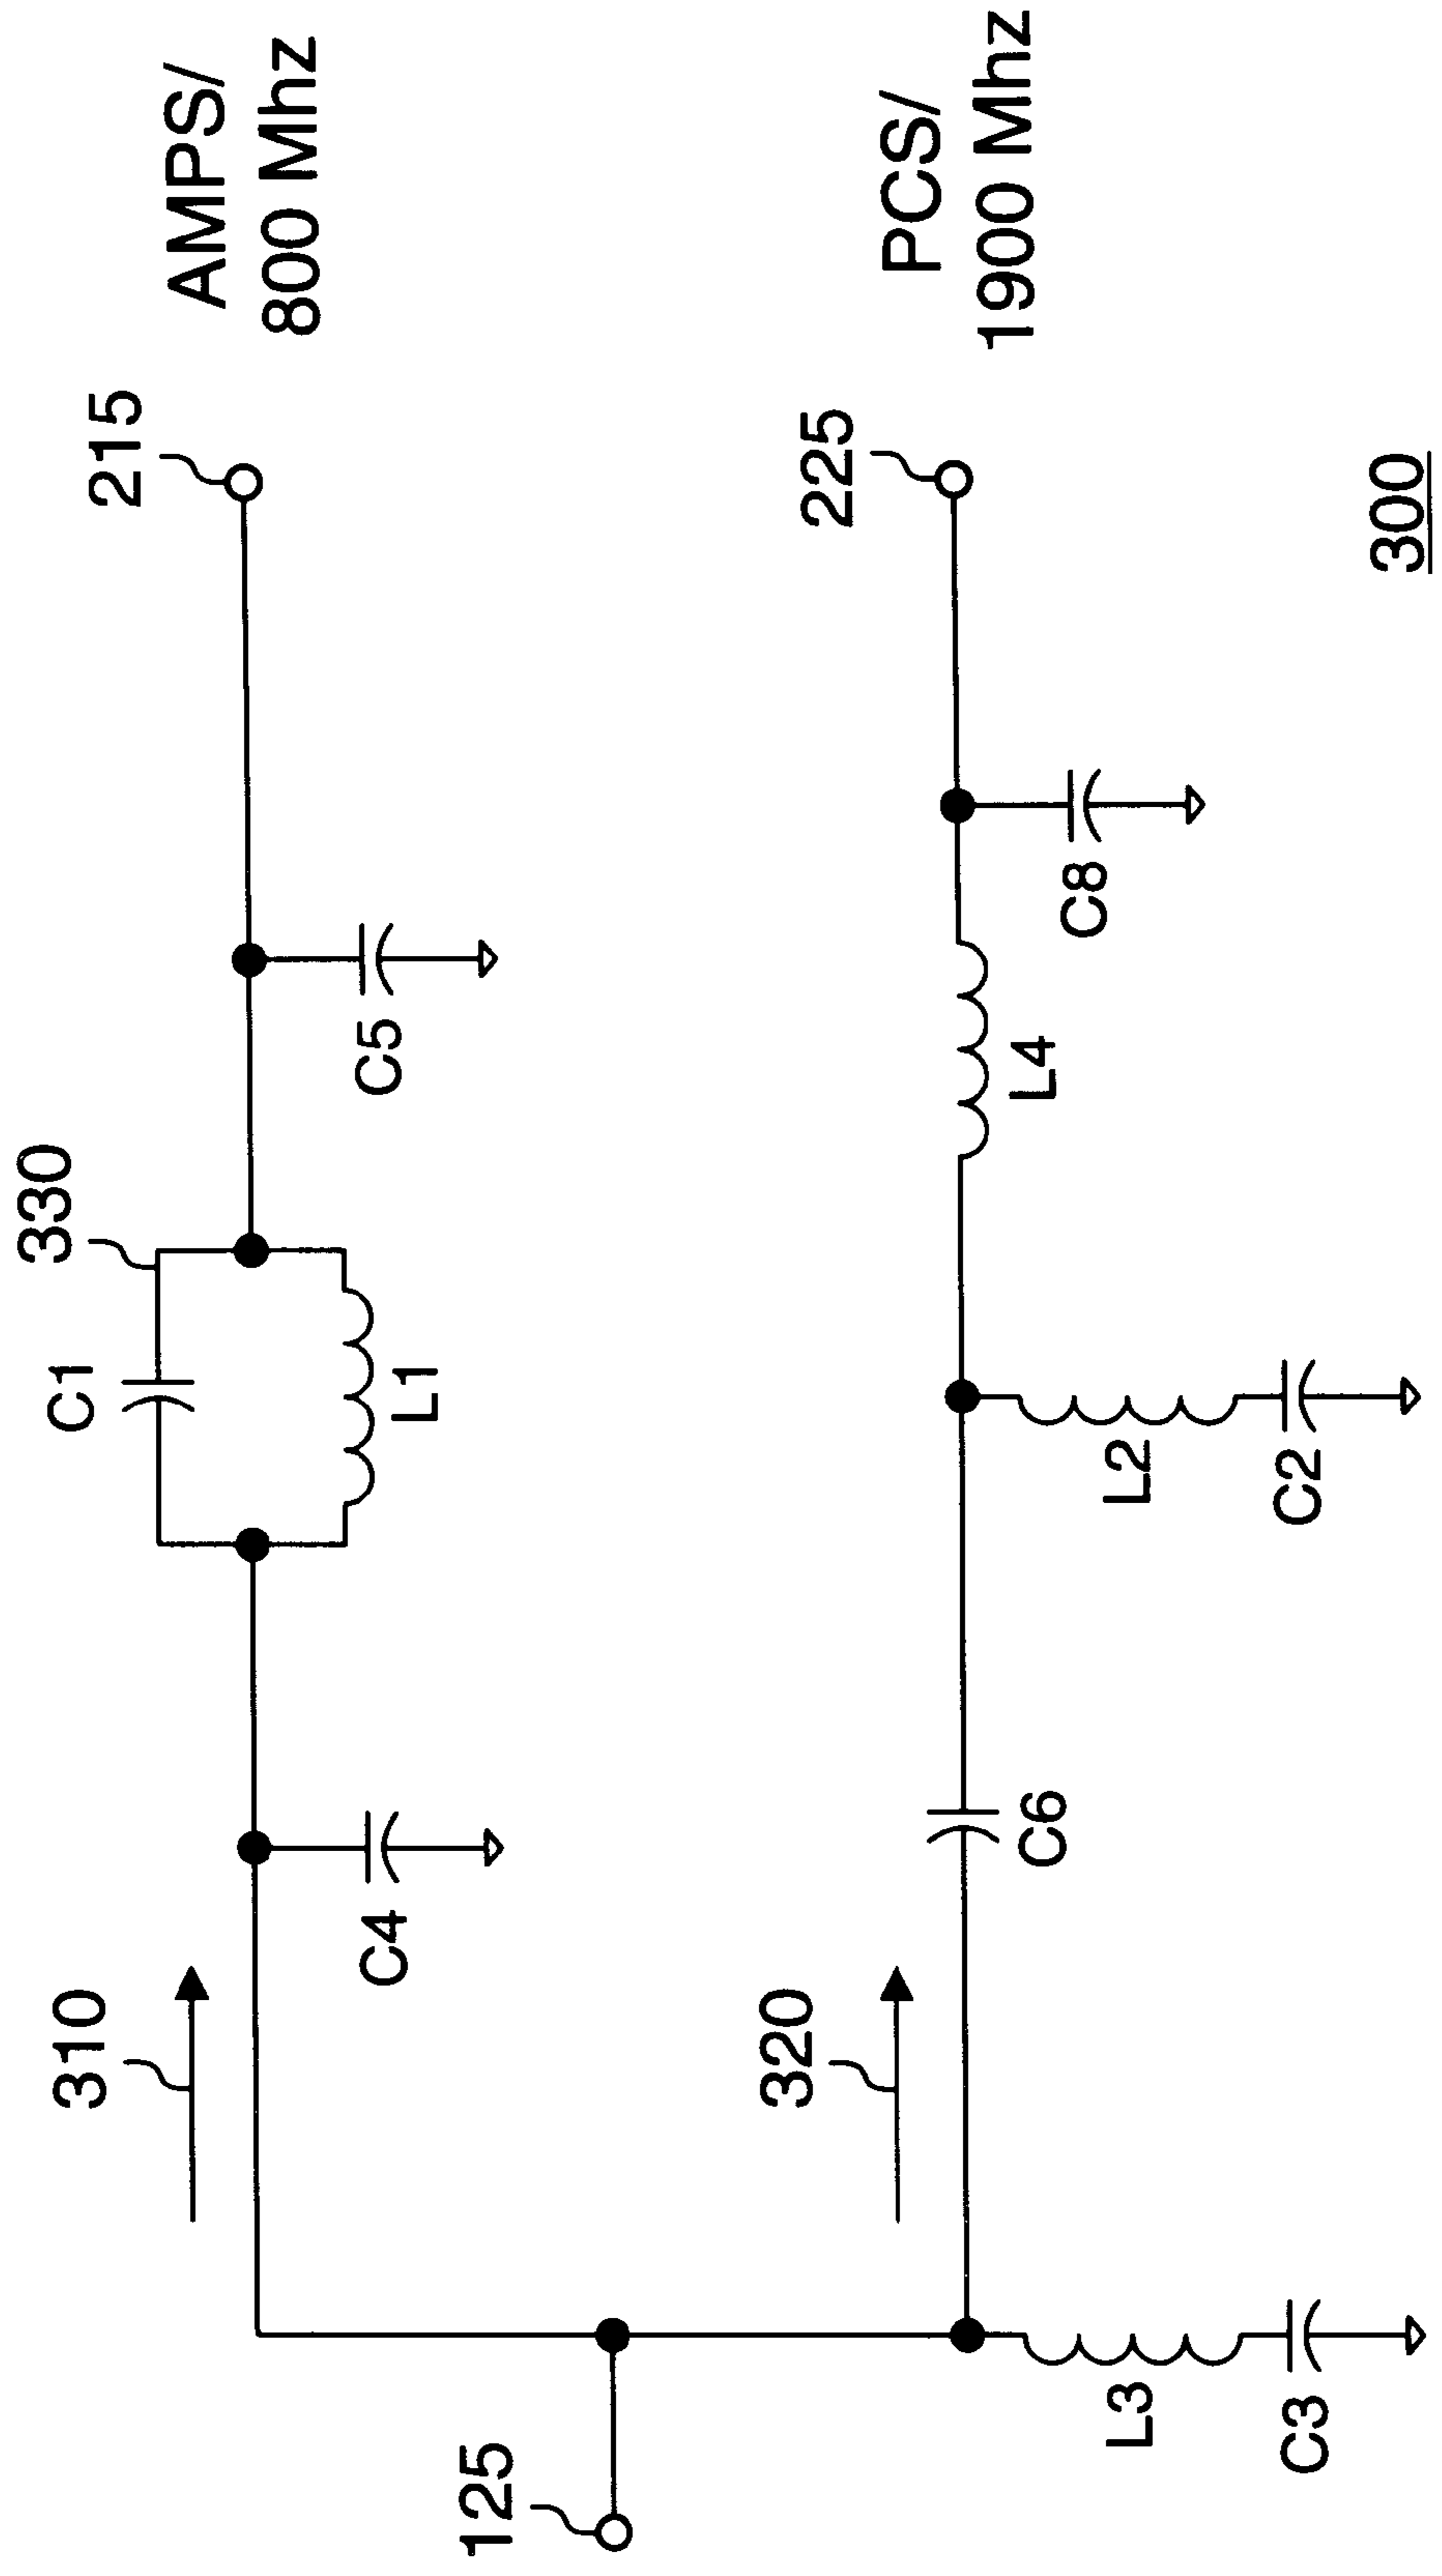 330
C1
215
AMPS/
800 Mhz
310
L1
C4
C5
125
320
225
PCS/
1900 Mhz
C6
L4
C8
L3
L2
C3
C2
300